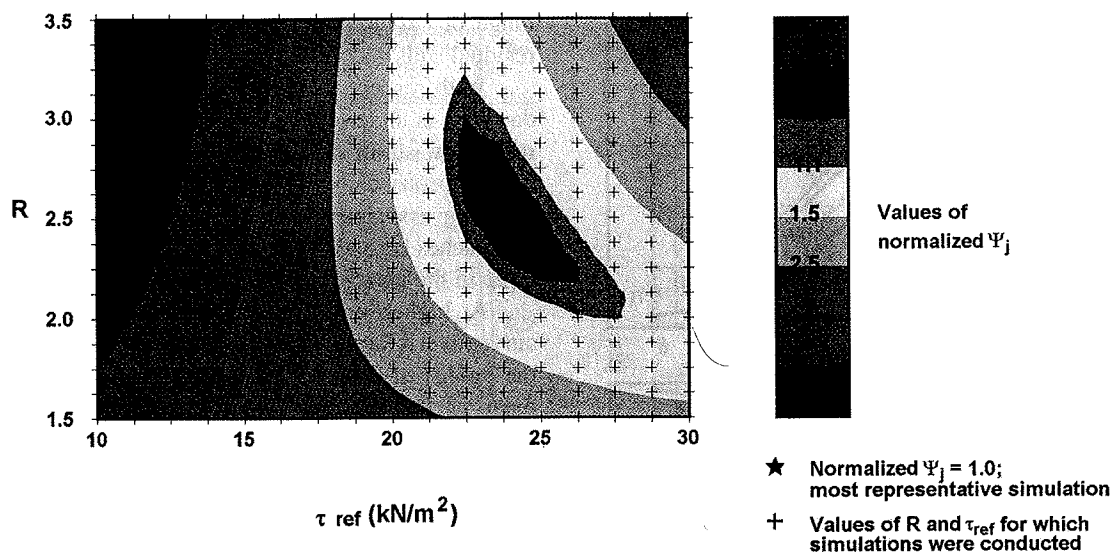 3.5
3.0
R
2.5
2.0
1.5
10 15 20 25 30
τ ref (kN/m²)
1.5
2.5
Values of
normalized Ψj
★ Normalized Ψj = 1.0;
most representative simulation
+ Values of R and τref for which
simulations were conducted